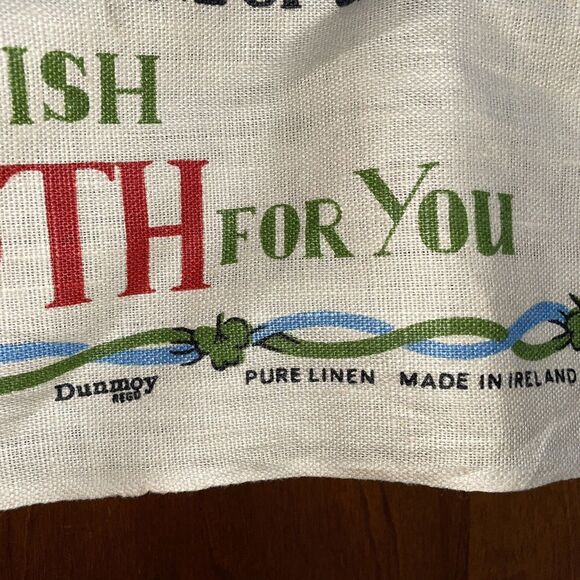 ISH
TH FOR YOU
Dunmoy PURE LINEN MADE IN IRELAND
REGD